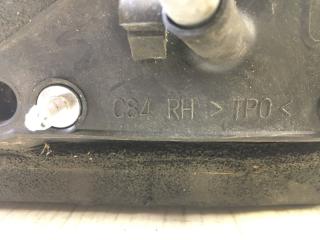 C84 RH > TPO <